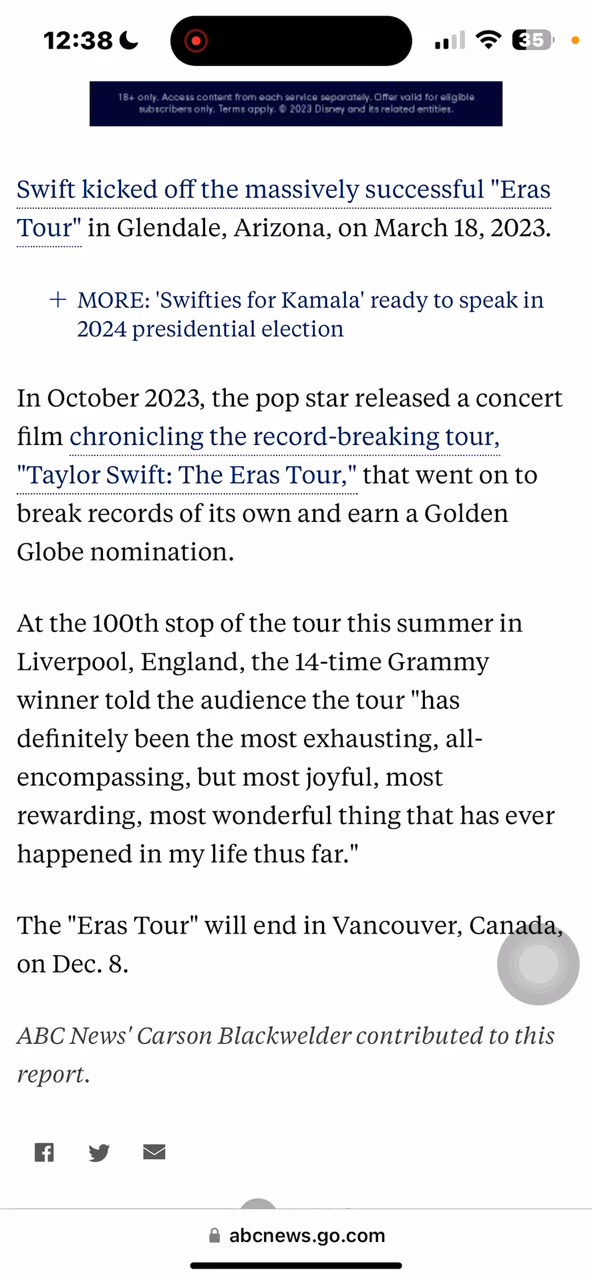 12:38
35
18+ only. Access content from each service separately. Offer valid for eligible
subscribers only. Terms apply. © 2023 Disney and its related entities.
Swift kicked off the massively successful "Eras
Tour" in Glendale, Arizona, on March 18, 2023.
+ MORE: 'Swifties for Kamala' ready to speak in
2024 presidential election
In October 2023, the pop star released a concert
film chronicling the record-breaking tour,
"Taylor Swift: The Eras Tour," that went on to
break records of its own and earn a Golden
Globe nomination.
At the 100th stop of the tour this summer in
Liverpool, England, the 14-time Grammy
winner told the audience the tour "has
definitely been the most exhausting, all-
encompassing, but most joyful, most
rewarding, most wonderful thing that has ever
happened in my life thus far."
The "Eras Tour" will end in Vancouver, Canada,
on Dec. 8.
ABC News' Carson Blackwelder contributed to this
report.
abcnews.go.com